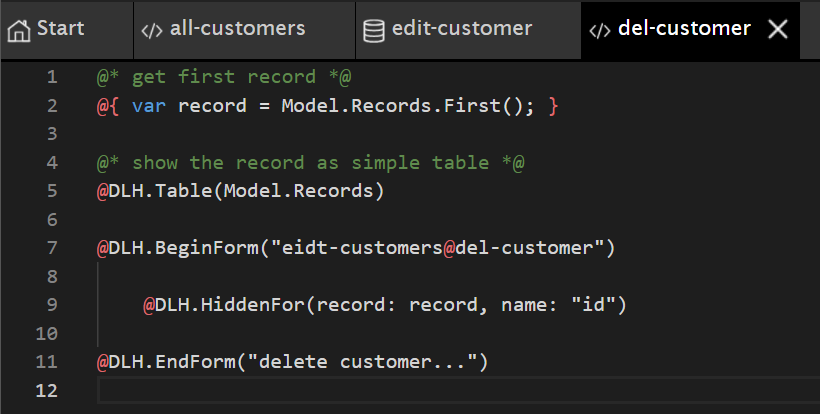 Start all-customers edit-customer del-customer
1 @* get first record *@
2 @{ var record = Model.Records.First(); }
3
4 @* show the record as simple table *@
5 @DLH.Table(Model.Records)
6
7 @DLH.BeginForm("eidt-customers@del-customer")
8
9 @DLH.HiddenFor(record: record, name: "id")
10
11 @DLH.EndForm("delete customer...")
12